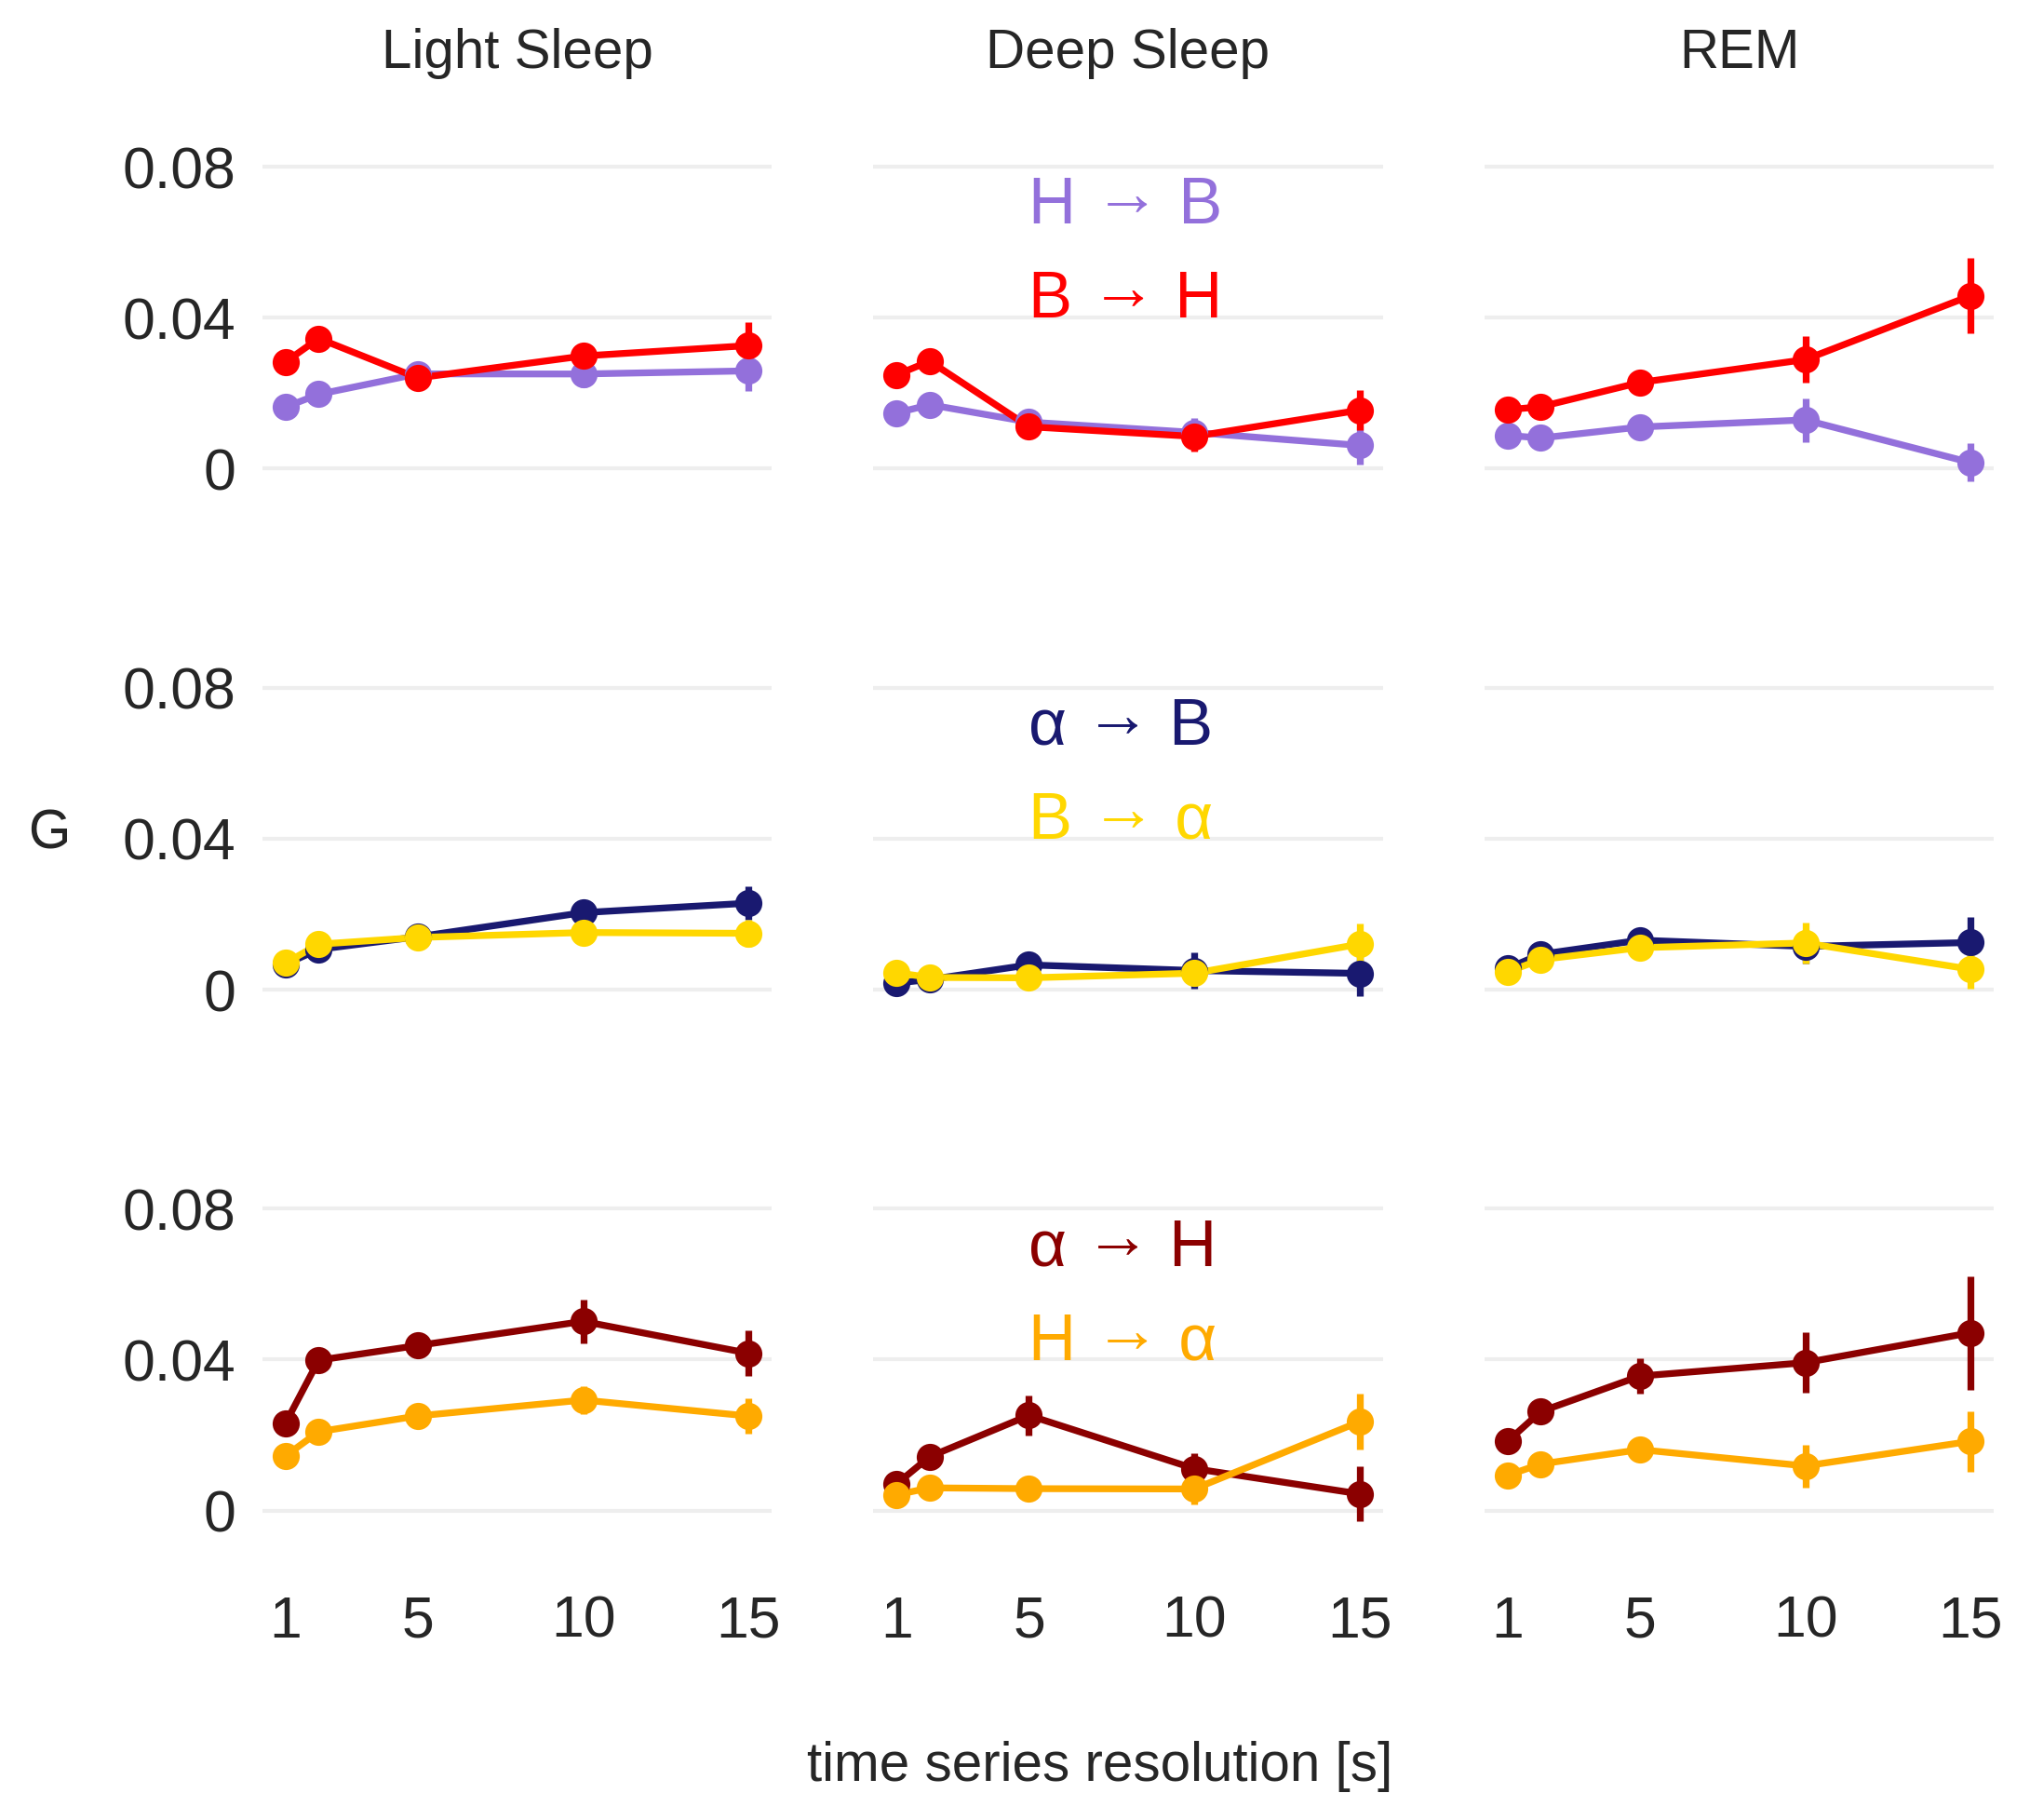 Light Sleep Deep Sleep REM
0.08
H → B
B → H
0.04
0
0.08
α → B
B → α
G
0.04
0
0.08
α → H
H → α
0.04
0
1 5 10 15 1 5 10 15 1 5 10 15
time series resolution [s]